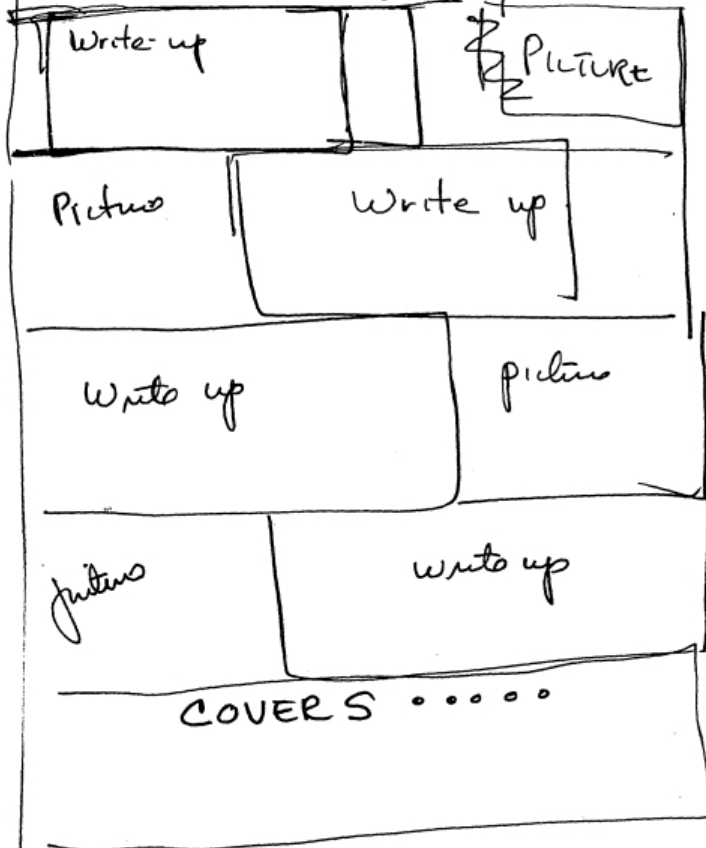 Write-up
PICTURE
Picture
Write up
Write up
picture
picture
Write up
COVERS .....